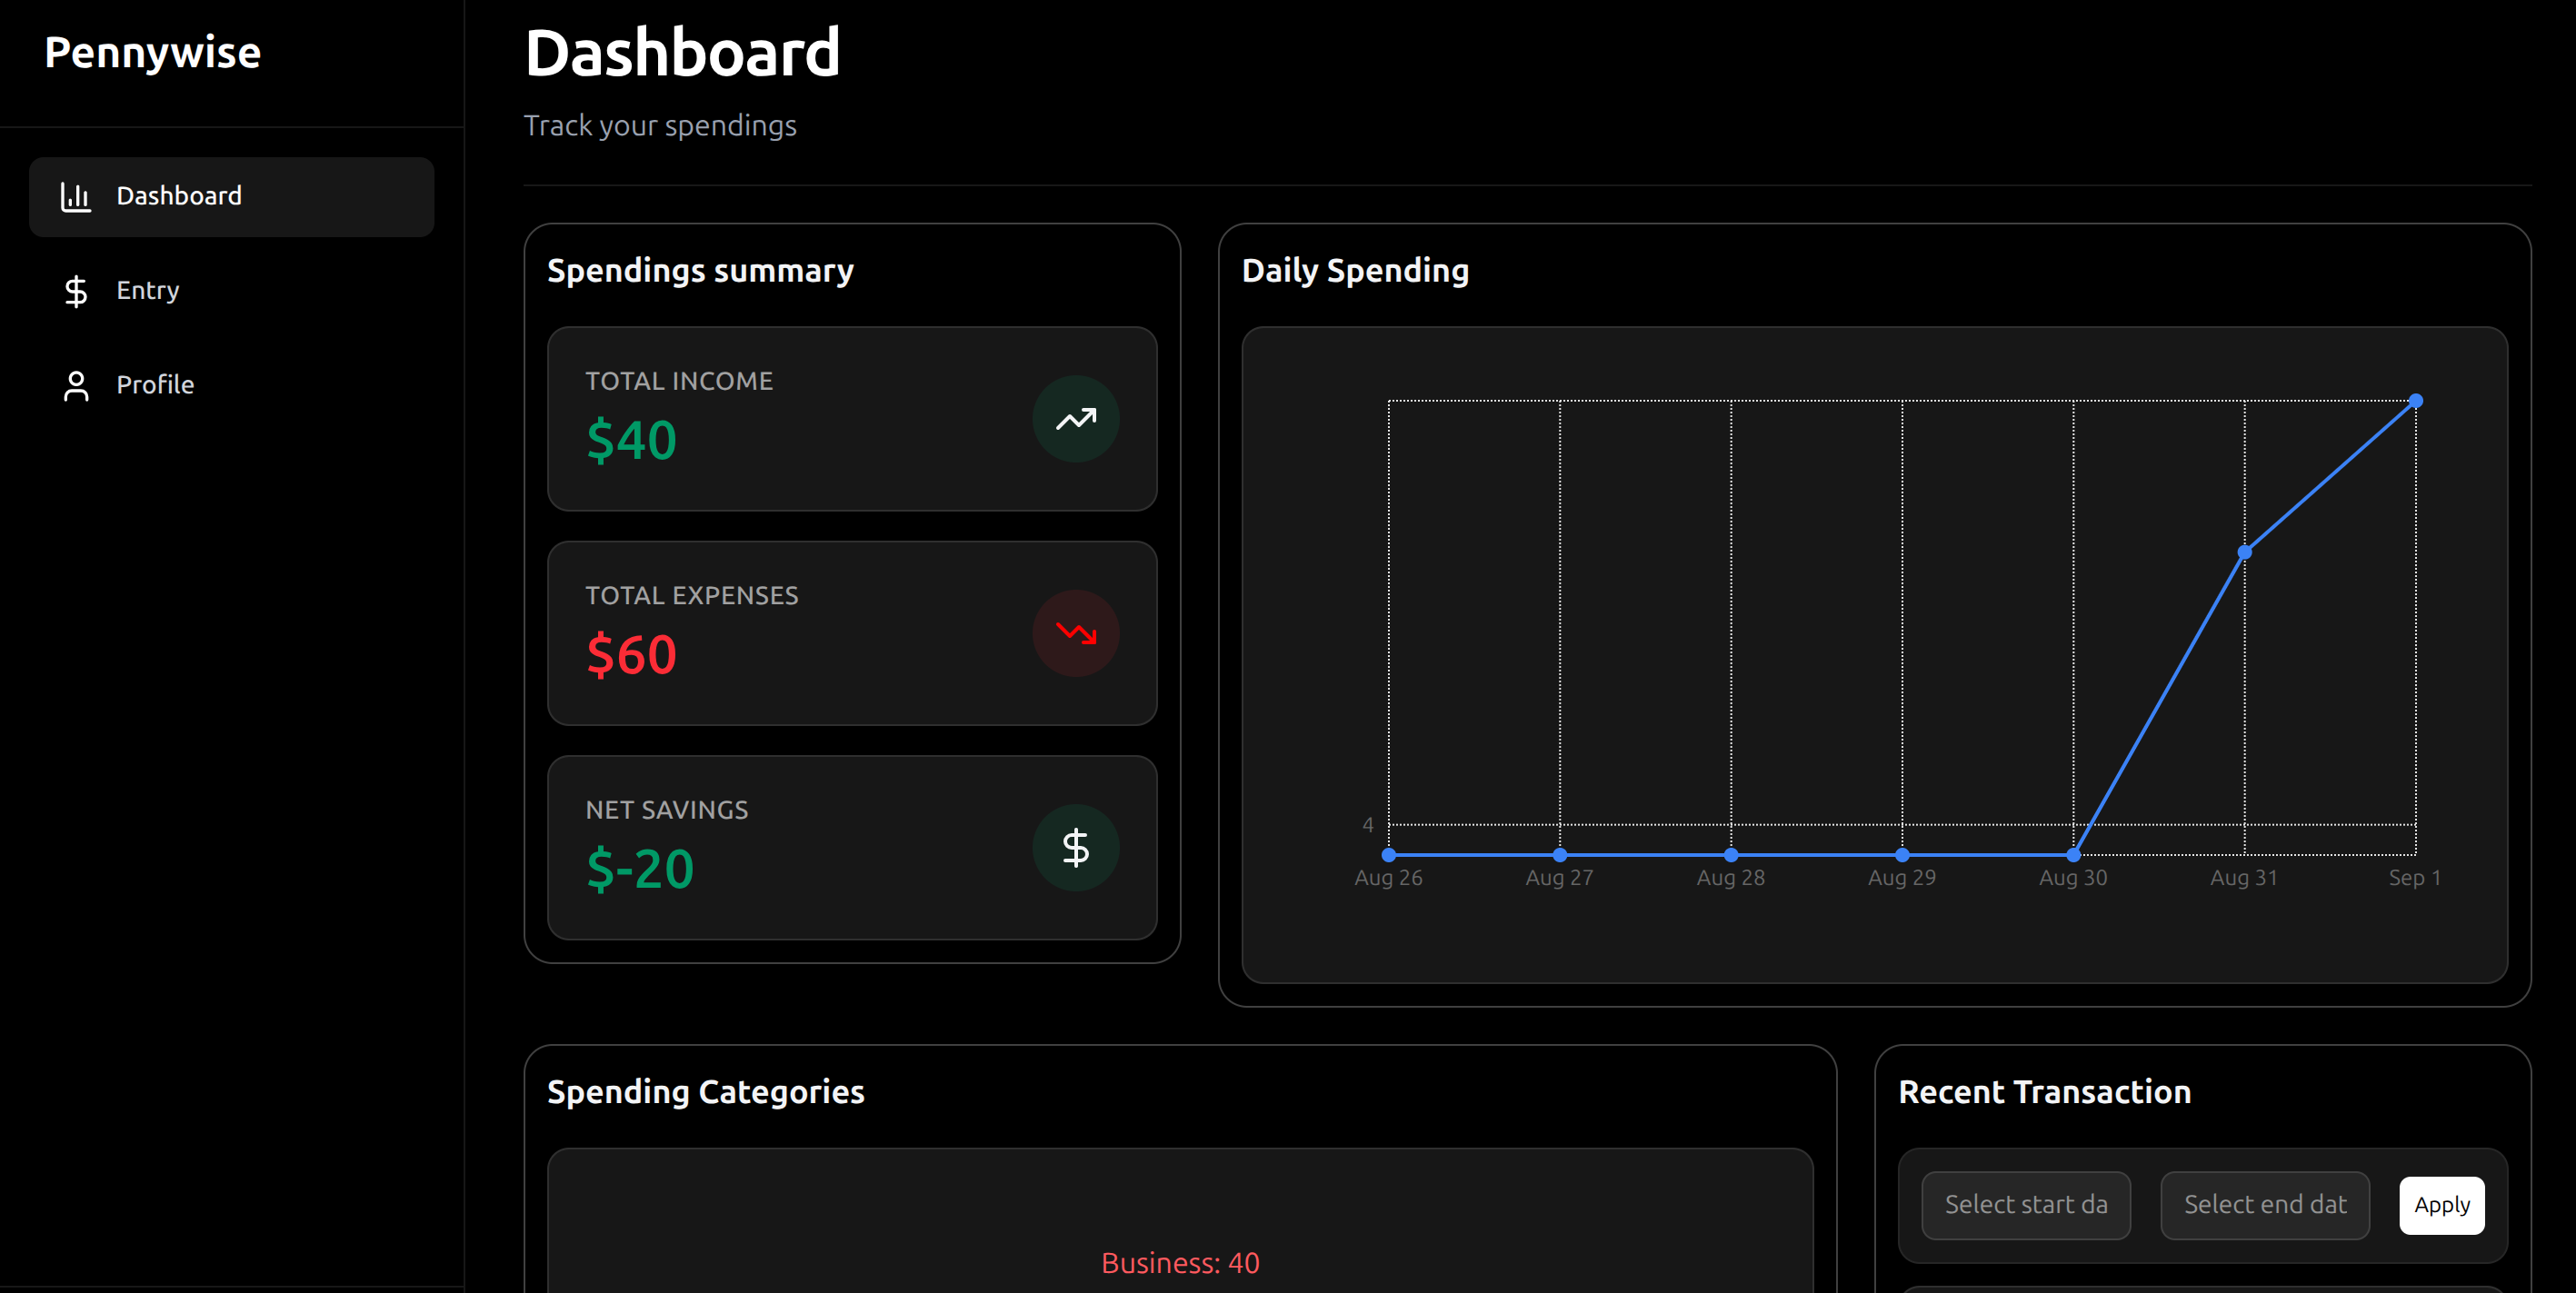 Pennywise
Dashboard
Entry
Profile
Dashboard
Track your spendings
Spendings summary
TOTAL INCOME
$40
TOTAL EXPENSES
$60
NET SAVINGS
$-20
Daily Spending
4
Aug 26 Aug 27 Aug 28 Aug 29 Aug 30 Aug 31 Sep 1
Spending Categories
Business: 40
Recent Transaction
Select start da Select end dat Apply